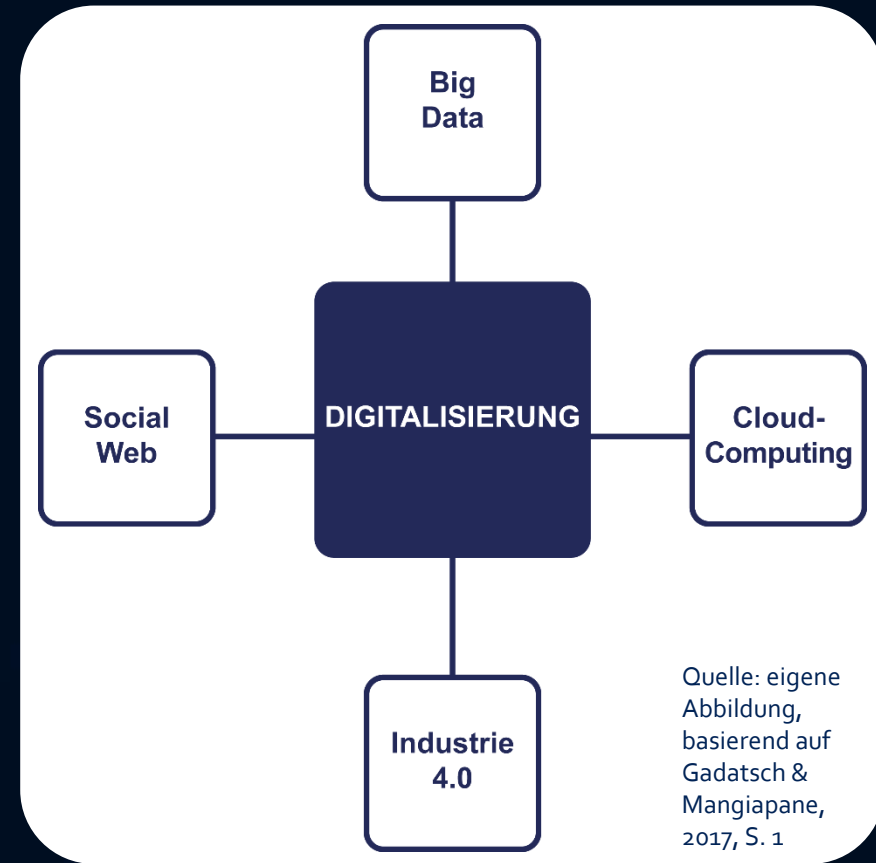 Big
Data
Social
Web
DIGITALISIERUNG
Cloud-
Computing
Industrie
4.0
Quelle: eigene
Abbildung,
basierend auf
Gadatsch &
Mangiapane,
2017, S. 1